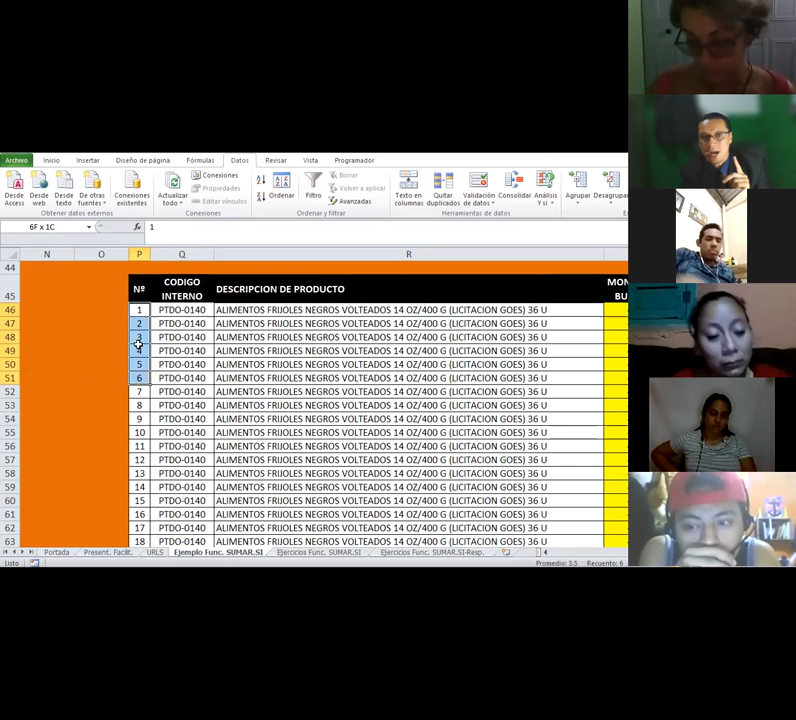 Archivo Inicio Insertar Diseño de página Fórmulas Datos Revisar Vista Programador
Desde Access
Desde web
Desde texto
De otras fuentes
Conexiones existentes
Obtener datos externos
Actualizar todo
Conexiones
Propiedades
Editar vínculos
Conexiones
Ordenar
Filtro
Borrar
Volver a aplicar
Avanzadas
Ordenar y filtrar
Texto en columnas
Quitar duplicados
Validación de datos
Consolidar
Análisis Y si
Herramientas de datos
Agrupar
Desagrup
6F x 1C fx 1
N O P Q R
44
45 Nº CODIGO INTERNO DESCRIPCION DE PRODUCTO MON BU
46 1 PTDO-0140 ALIMENTOS FRIJOLES NEGROS VOLTEADOS 14 OZ/400 G (LICITACION GOES) 36 U
47 2 PTDO-0140 ALIMENTOS FRIJOLES NEGROS VOLTEADOS 14 OZ/400 G (LICITACION GOES) 36 U
48 3 PTDO-0140 ALIMENTOS FRIJOLES NEGROS VOLTEADOS 14 OZ/400 G (LICITACION GOES) 36 U
49 4 PTDO-0140 ALIMENTOS FRIJOLES NEGROS VOLTEADOS 14 OZ/400 G (LICITACION GOES) 36 U
50 5 PTDO-0140 ALIMENTOS FRIJOLES NEGROS VOLTEADOS 14 OZ/400 G (LICITACION GOES) 36 U
51 6 PTDO-0140 ALIMENTOS FRIJOLES NEGROS VOLTEADOS 14 OZ/400 G (LICITACION GOES) 36 U
52 7 PTDO-0140 ALIMENTOS FRIJOLES NEGROS VOLTEADOS 14 OZ/400 G (LICITACION GOES) 36 U
53 8 PTDO-0140 ALIMENTOS FRIJOLES NEGROS VOLTEADOS 14 OZ/400 G (LICITACION GOES) 36 U
54 9 PTDO-0140 ALIMENTOS FRIJOLES NEGROS VOLTEADOS 14 OZ/400 G (LICITACION GOES) 36 U
55 10 PTDO-0140 ALIMENTOS FRIJOLES NEGROS VOLTEADOS 14 OZ/400 G (LICITACION GOES) 36 U
56 11 PTDO-0140 ALIMENTOS FRIJOLES NEGROS VOLTEADOS 14 OZ/400 G (LICITACION GOES) 36 U
57 12 PTDO-0140 ALIMENTOS FRIJOLES NEGROS VOLTEADOS 14 OZ/400 G (LICITACION GOES) 36 U
58 13 PTDO-0140 ALIMENTOS FRIJOLES NEGROS VOLTEADOS 14 OZ/400 G (LICITACION GOES) 36 U
59 14 PTDO-0140 ALIMENTOS FRIJOLES NEGROS VOLTEADOS 14 OZ/400 G (LICITACION GOES) 36 U
60 15 PTDO-0140 ALIMENTOS FRIJOLES NEGROS VOLTEADOS 14 OZ/400 G (LICITACION GOES) 36 U
61 16 PTDO-0140 ALIMENTOS FRIJOLES NEGROS VOLTEADOS 14 OZ/400 G (LICITACION GOES) 36 U
62 17 PTDO-0140 ALIMENTOS FRIJOLES NEGROS VOLTEADOS 14 OZ/400 G (LICITACION GOES) 36 U
63 18 PTDO-0140 ALIMENTOS FRIJOLES NEGROS VOLTEADOS 14 OZ/400 G (LICITACION GOES) 36 U
Portada Present. Facilit. URLS Ejemplo Func. SUMAR.SI Ejercicios Func. SUMAR.SI Ejercicios Func. SUMAR.SI-Resp.
Listo Promedio: 3.5 Recuento: 6